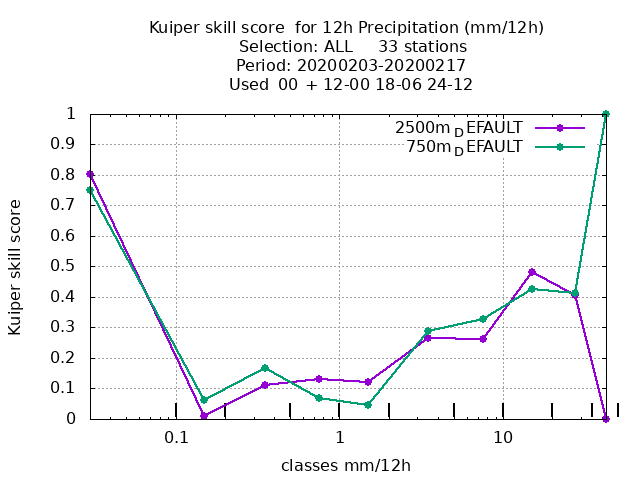 Kuiper skill score  for 12h Precipitation (mm/12h)
Selection: ALL     33 stations
Period: 20200203-20200217
Used  00 + 12-00 18-06 24-12
2500m_DEFAULT
750m_DEFAULT
1
0.9
0.8
0.7
0.6
0.5
0.4
0.3
0.2
0.1
0
Kuiper skill score
0.1 1 10
classes mm/12h